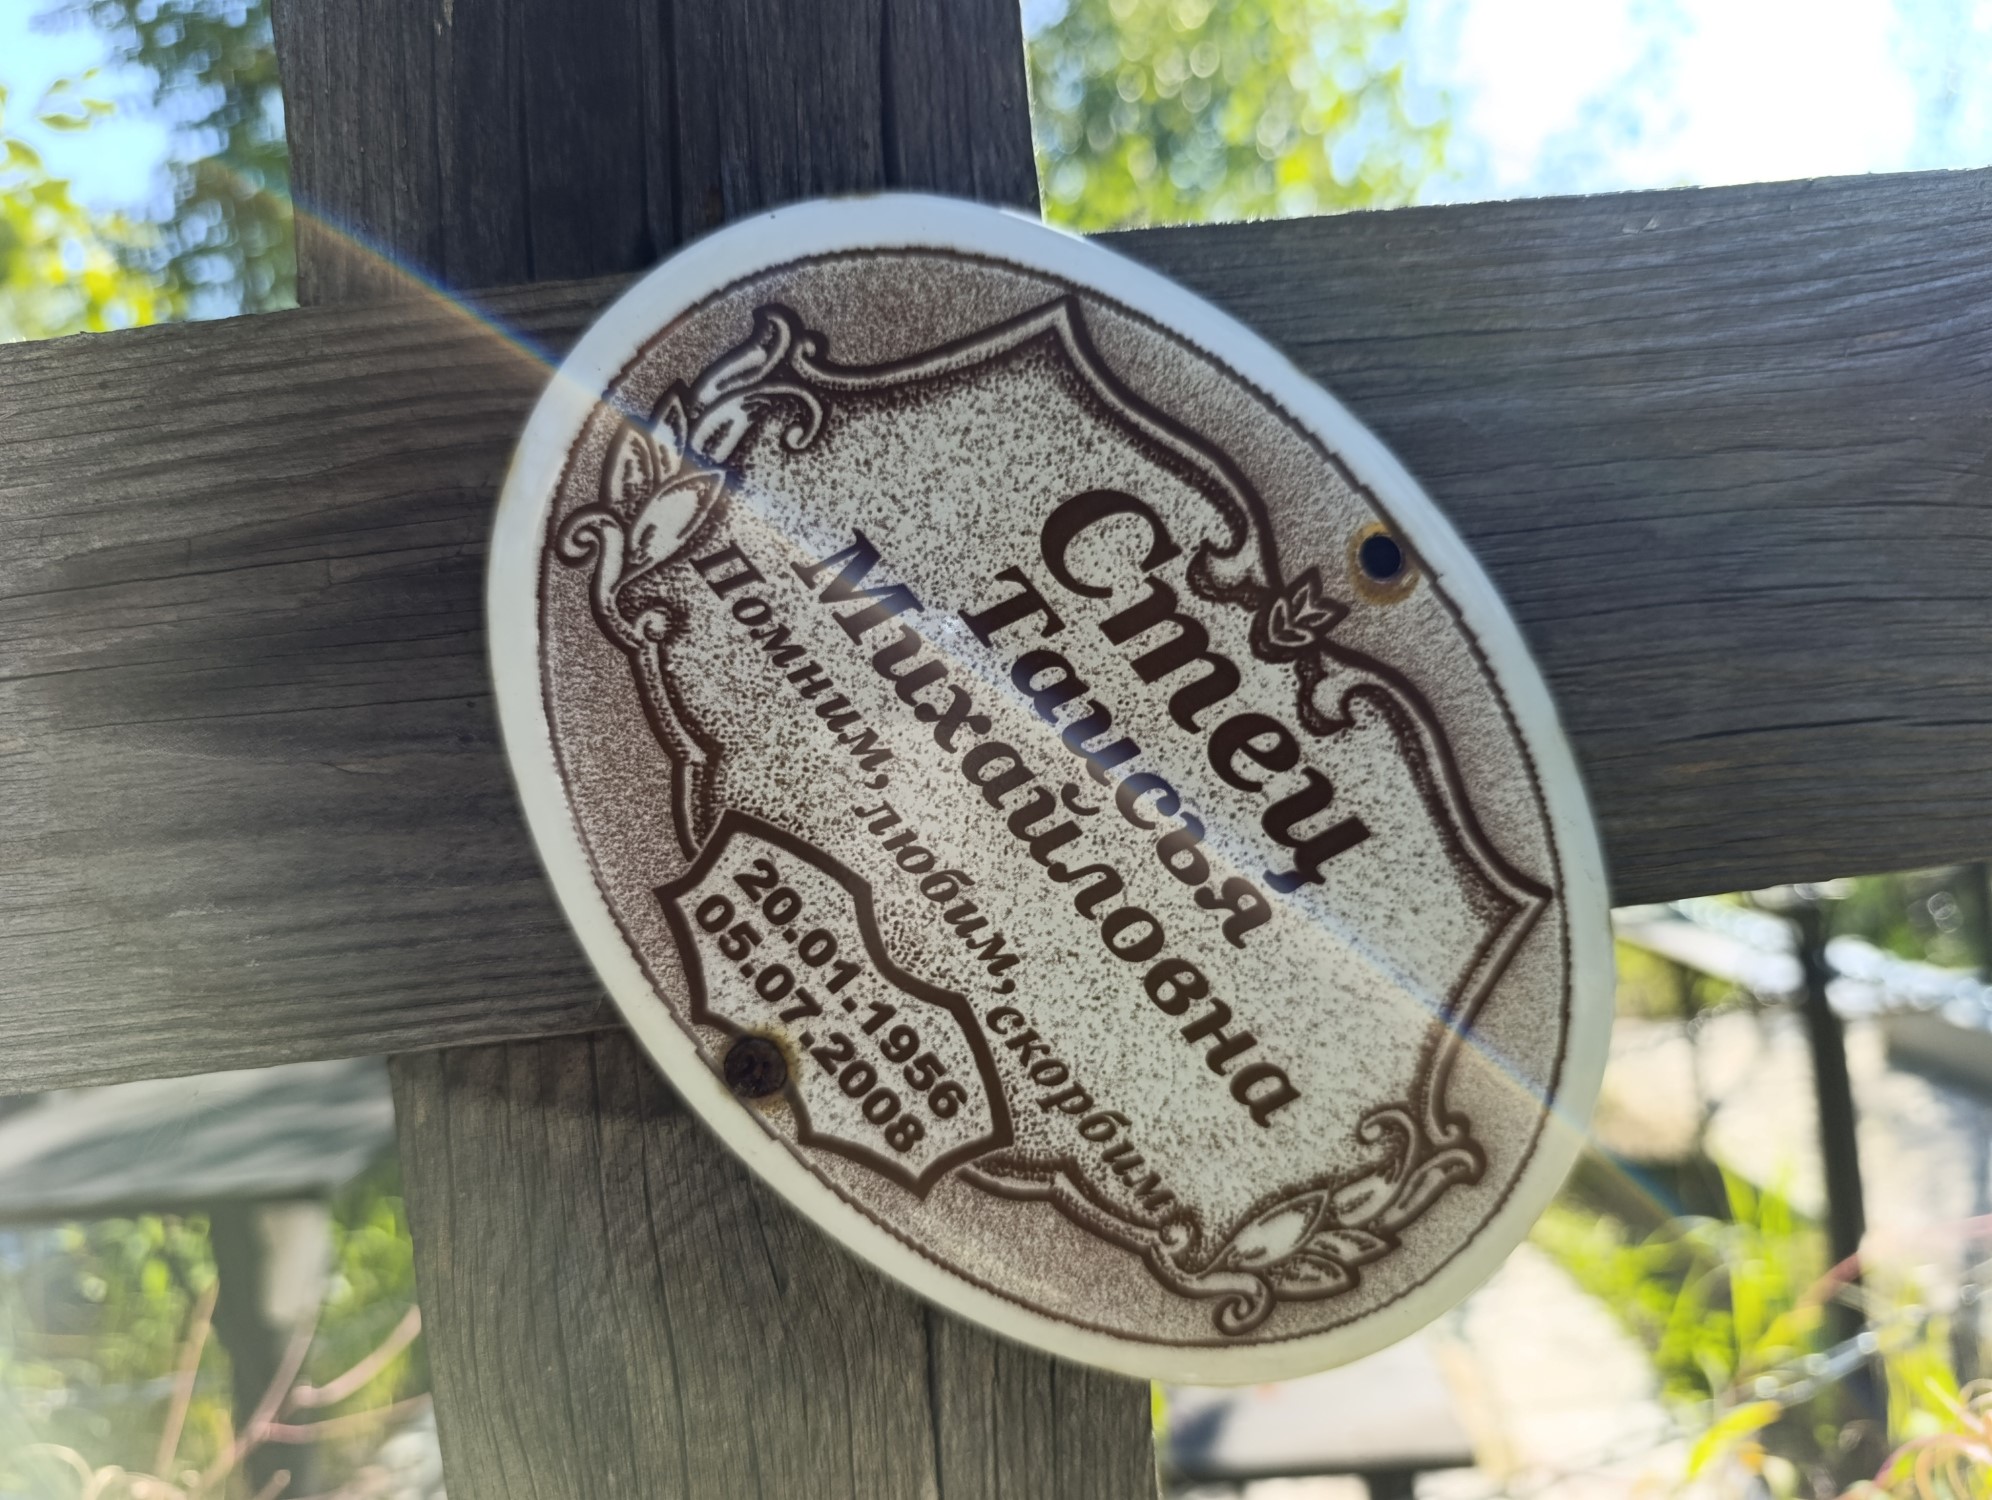 Стец
Таисья
Михайловна
Помним, любим, скорбим
20.01.1956
05.07.2008